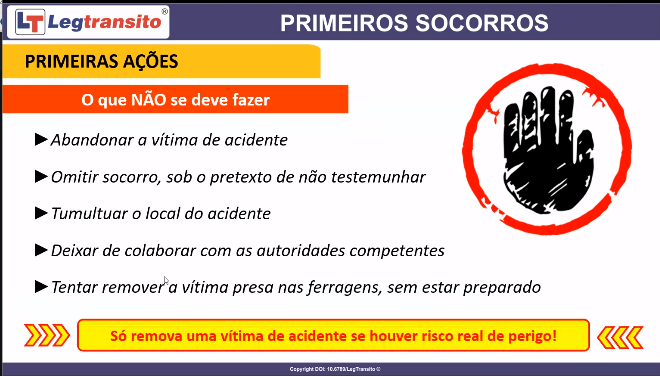 LT Legtransito®
PRIMEIROS SOCORROS
PRIMEIRAS AÇÕES
O que NÃO se deve fazer
►Abandonar a vítima de acidente
►Omitir socorro, sob o pretexto de não testemunhar
►Tumultuar o local do acidente
►Deixar de colaborar com as autoridades competentes
►Tentar remover a vítima presa nas ferragens, sem estar preparado
Só remova uma vítima de acidente se houver risco real de perigo!
Copyright DOI: 10.6789/LegTransito ©